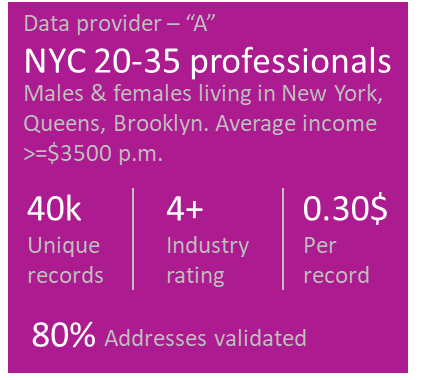 Data provider – “A”
NYC 20-35 professionals
Males & females living in New York,
Queens, Brooklyn. Average income
>=$3500 p.m.
40k
Unique
records
4+
Industry
rating
0.30$
Per
record
80% Addresses validated